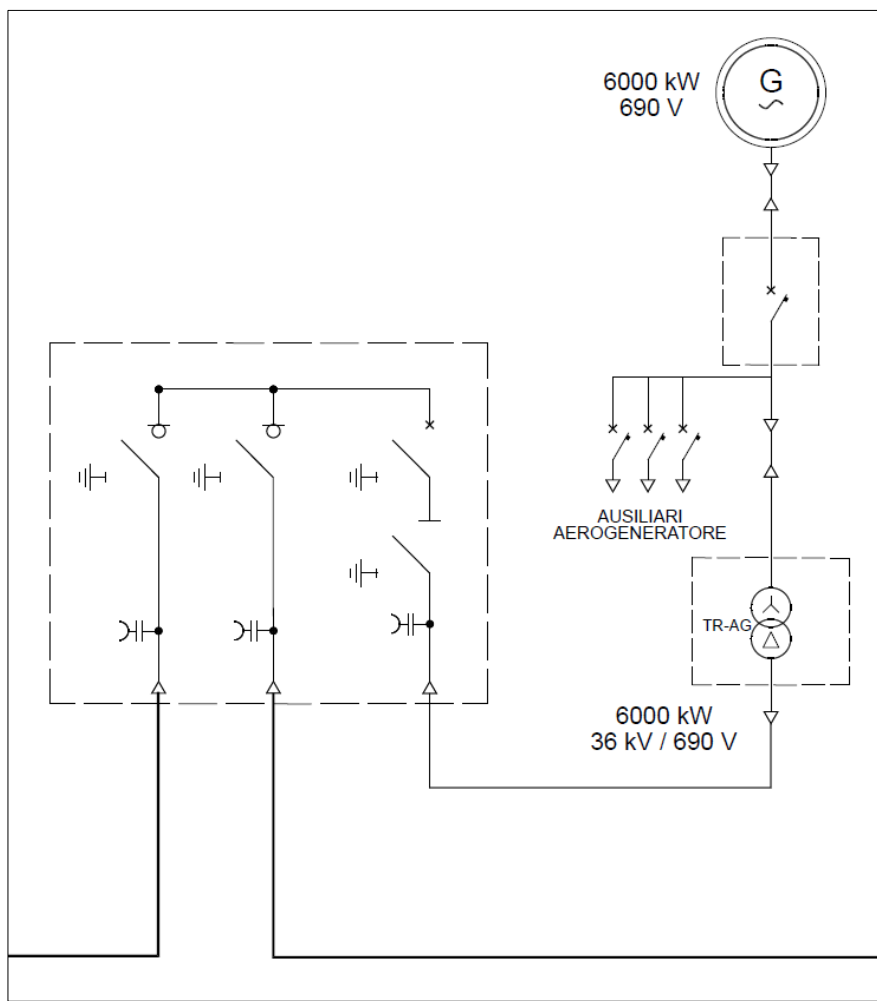 6000 kW
690 V
G
AUSILIARI
AEROGENERATORE
TR-AG
6000 kW
36 kV / 690 V